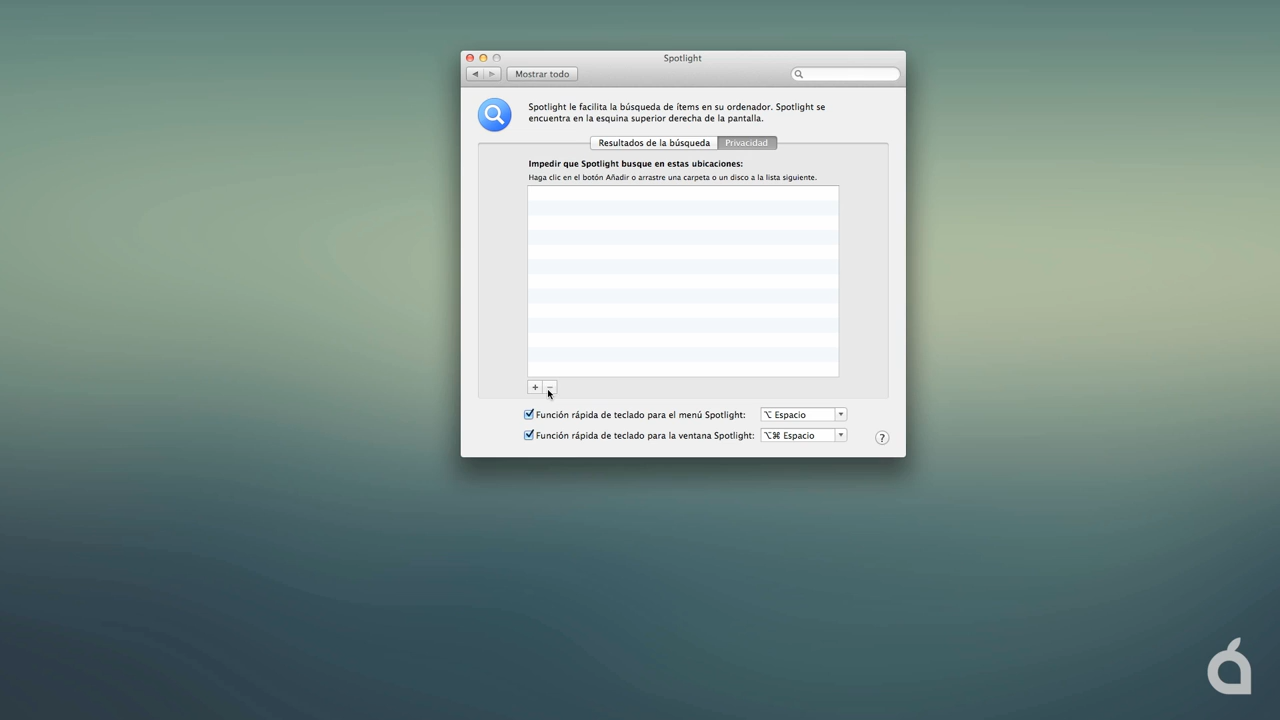 Spotlight
Mostrar todo
Spotlight le facilita la búsqueda de ítems en su ordenador. Spotlight se
encuentra en la esquina superior derecha de la pantalla.
Resultados de la búsqueda Privacidad
Impedir que Spotlight busque en estas ubicaciones:
Haga clic en el botón Añadir o arrastre una carpeta o un disco a la lista siguiente.
+ −
Función rápida de teclado para el menú Spotlight: ⌥ Espacio
Función rápida de teclado para la ventana Spotlight: ⌥⌘ Espacio
?